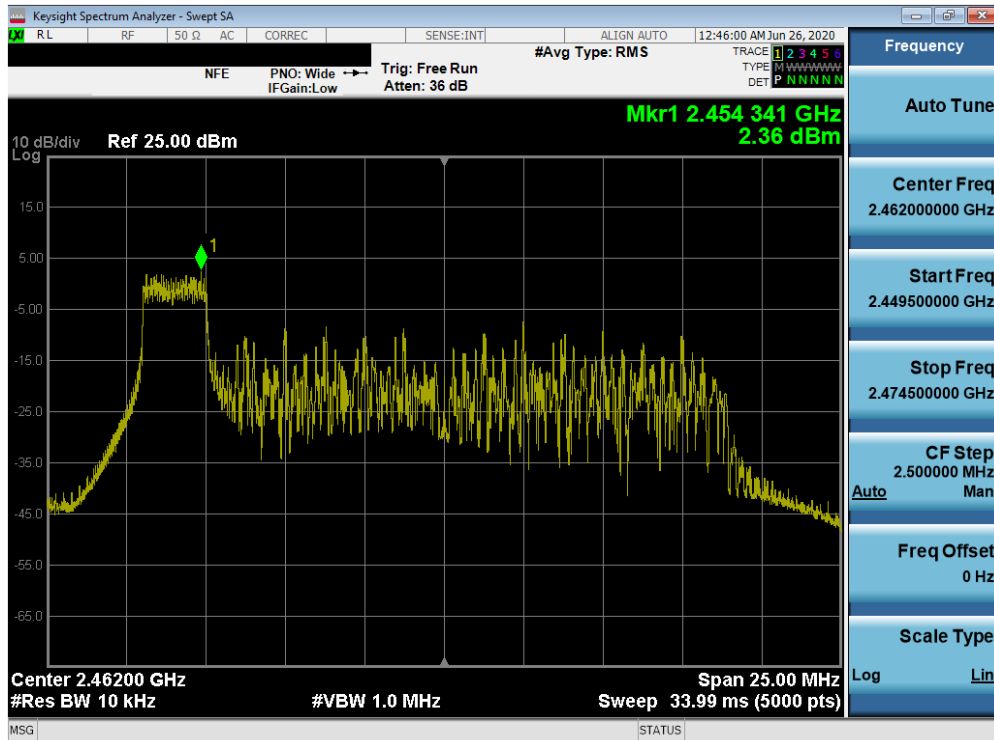 Keysight Spectrum Analyzer - Swept SA
LXI RL RF 50 Ω AC CORREC SENSE:INT ALIGN AUTO 12:46:00 AM Jun 26, 2020
NFE PNO: Wide Trig: Free Run #Avg Type: RMS TRACE 1 2 3 4 5 6
IFGain:Low Atten: 36 dB TYPE M WWWWW
DET P N N N N N
Mkr1 2.454 341 GHz
2.36 dBm
10 dB/div Ref 25.00 dBm
Log
15.0
1
5.00
-5.00
-15.0
-25.0
-35.0
-45.0
-55.0
-65.0
Center 2.46200 GHz Span 25.00 MHz
#Res BW 10 kHz #VBW 1.0 MHz Sweep 33.99 ms (5000 pts)
MSG STATUS
Frequency
Auto Tune
Center Freq
2.462000000 GHz
Start Freq
2.449500000 GHz
Stop Freq
2.474500000 GHz
CF Step
2.500000 MHz
Auto Man
Freq Offset
0 Hz
Scale Type
Log Lin